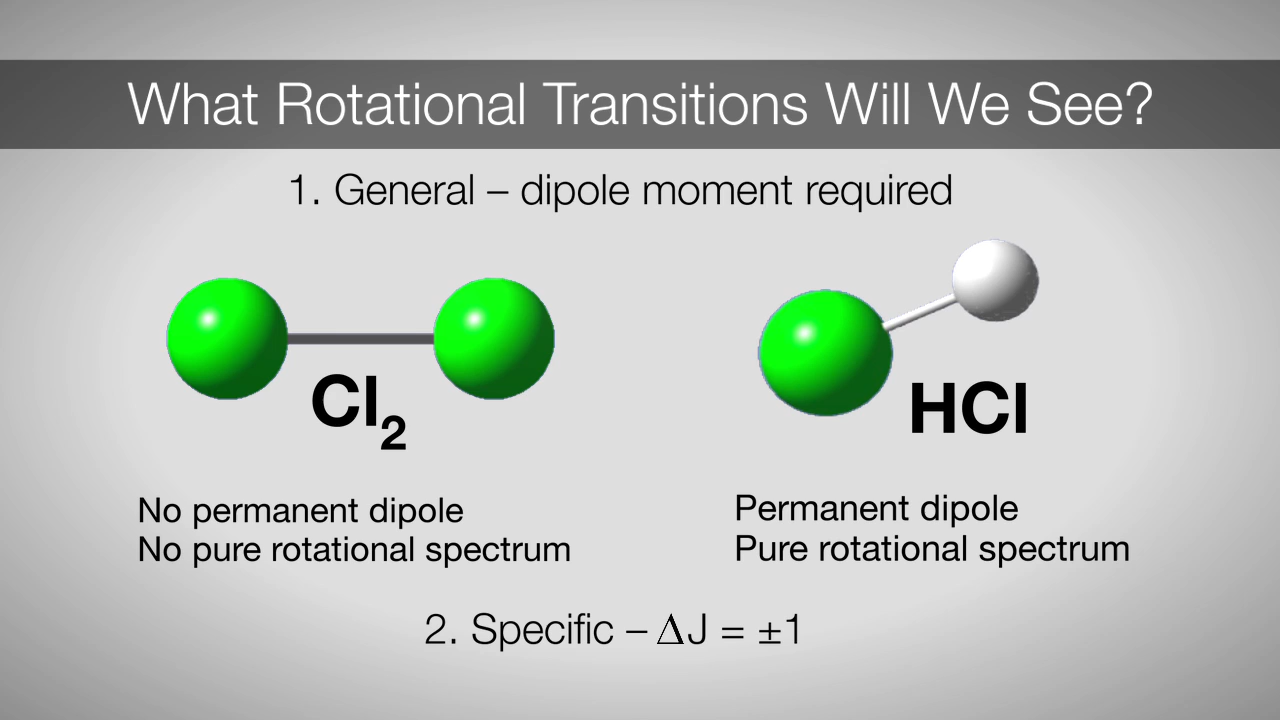 What Rotational Transitions Will We See?
1. General – dipole moment required
Cl₂
HCl
No permanent dipole
No pure rotational spectrum
Permanent dipole
Pure rotational spectrum
2. Specific – ΔJ = ±1